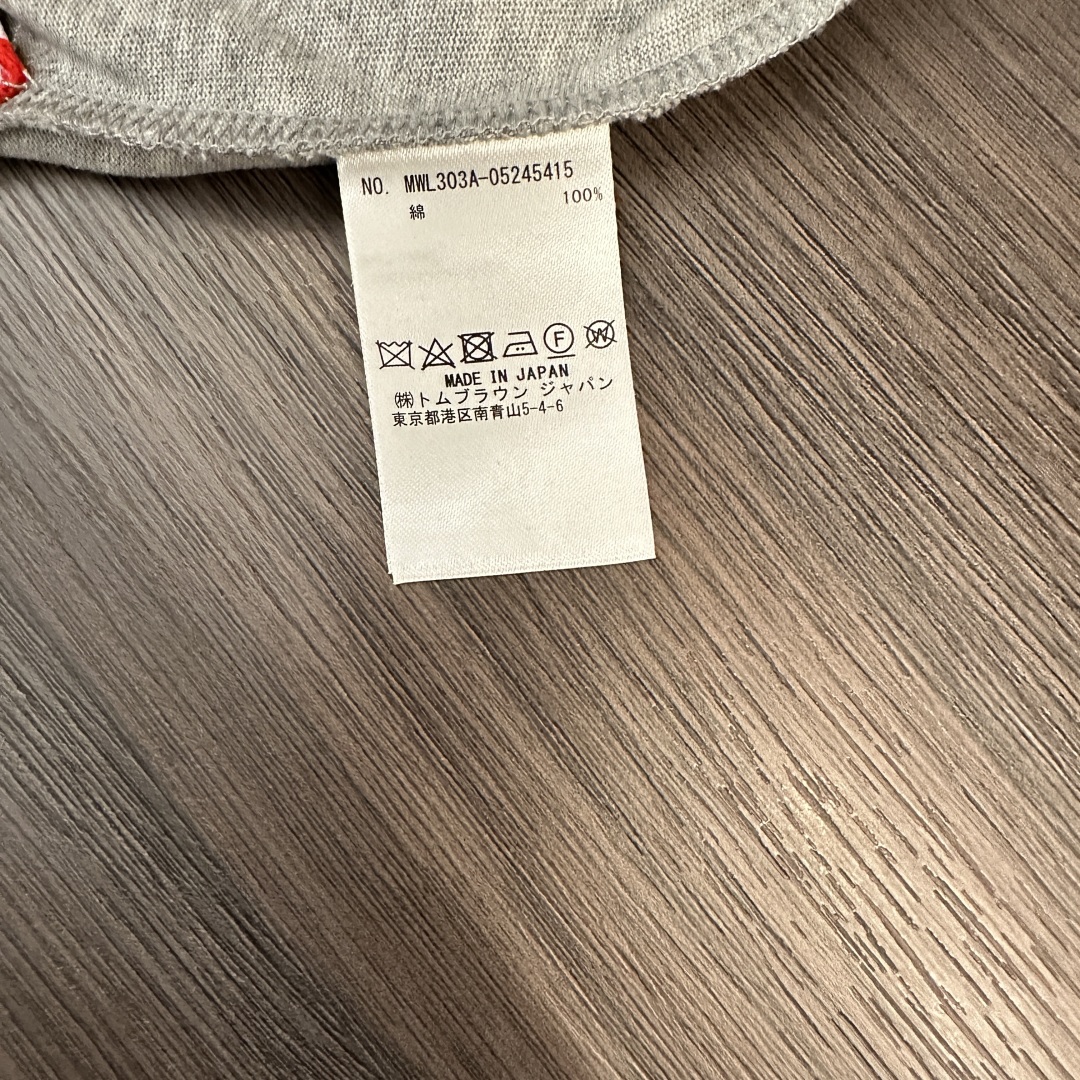 NO. MWL303A-05245415
綿 100%
F W
MADE IN JAPAN
㈱トムブラウン ジャパン
東京都港区南青山5-4-6